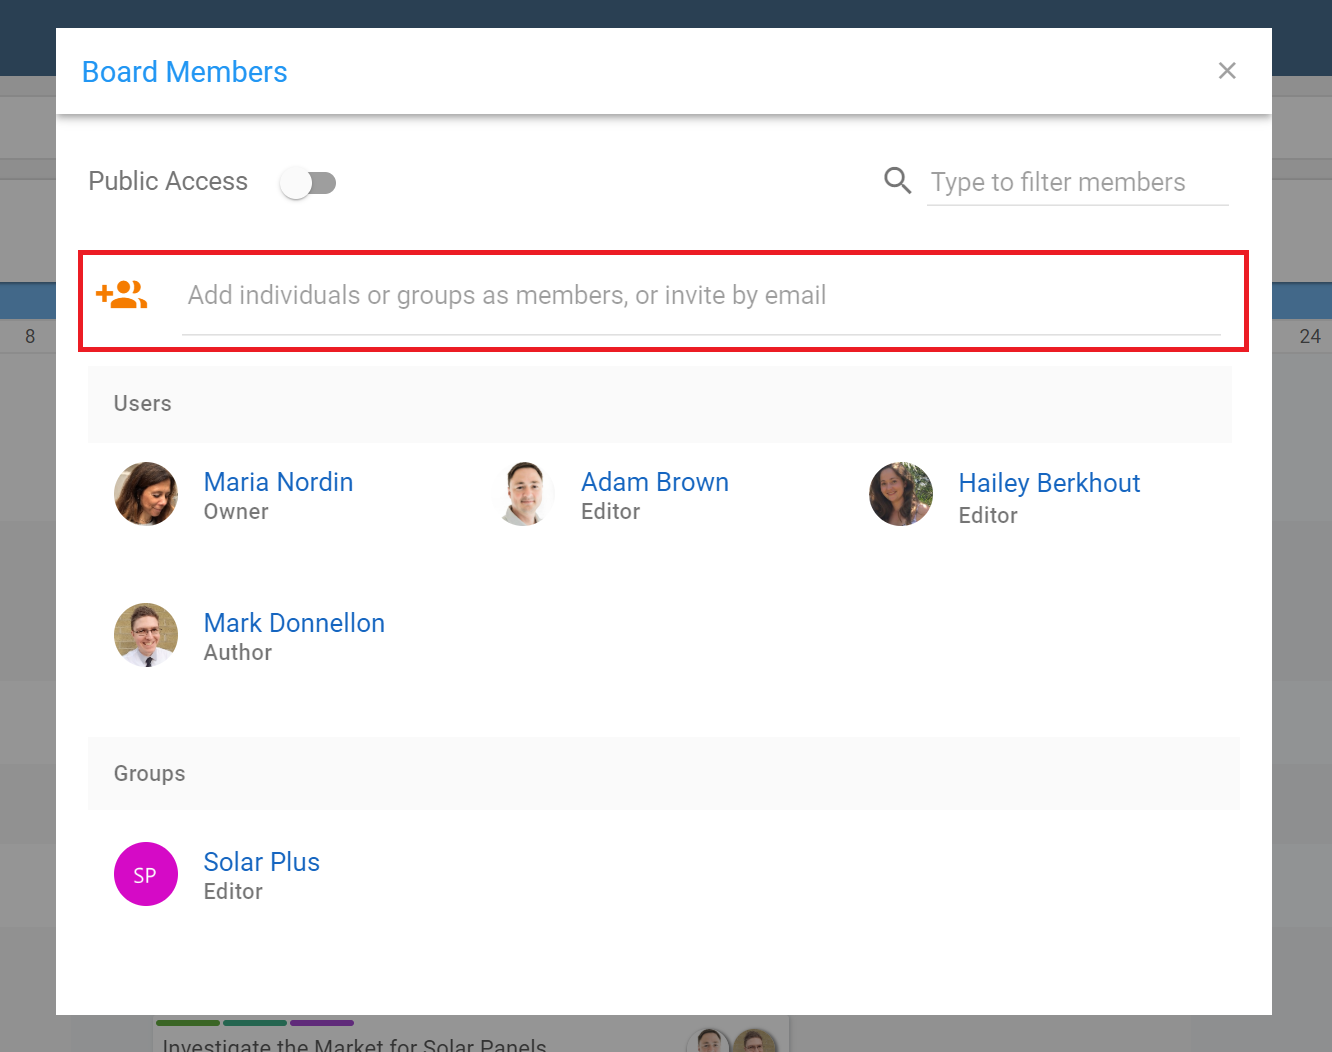 Board Members
Public Access
Type to filter members
Add individuals or groups as members, or invite by email
8
24
Users
Maria Nordin
Owner
Adam Brown
Editor
Hailey Berkhout
Editor
Mark Donnellon
Author
Groups
SP
Solar Plus
Editor
Investigate the Market for Solar Panels